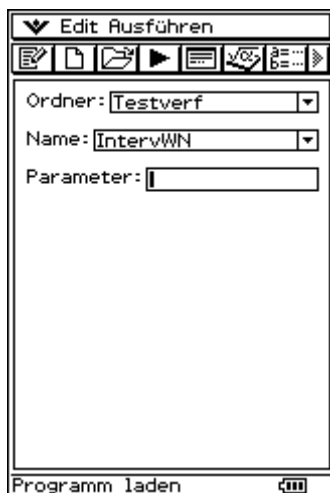 Edit Ausführen
Ordner: Testverf
Name: IntervWN
Parameter:
Programm laden